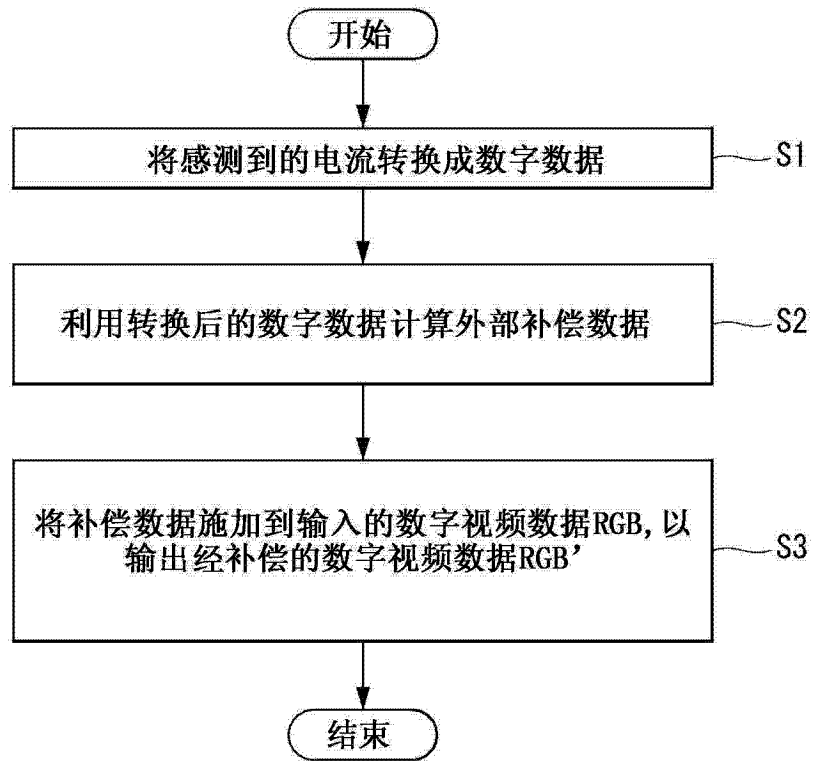 开始
将感测到的电流转换成数字数据
S1
利用转换后的数字数据计算外部补偿数据
S2
将补偿数据施加到输入的数字视频数据RGB,以
输出经补偿的数字视频数据RGB’
S3
结束